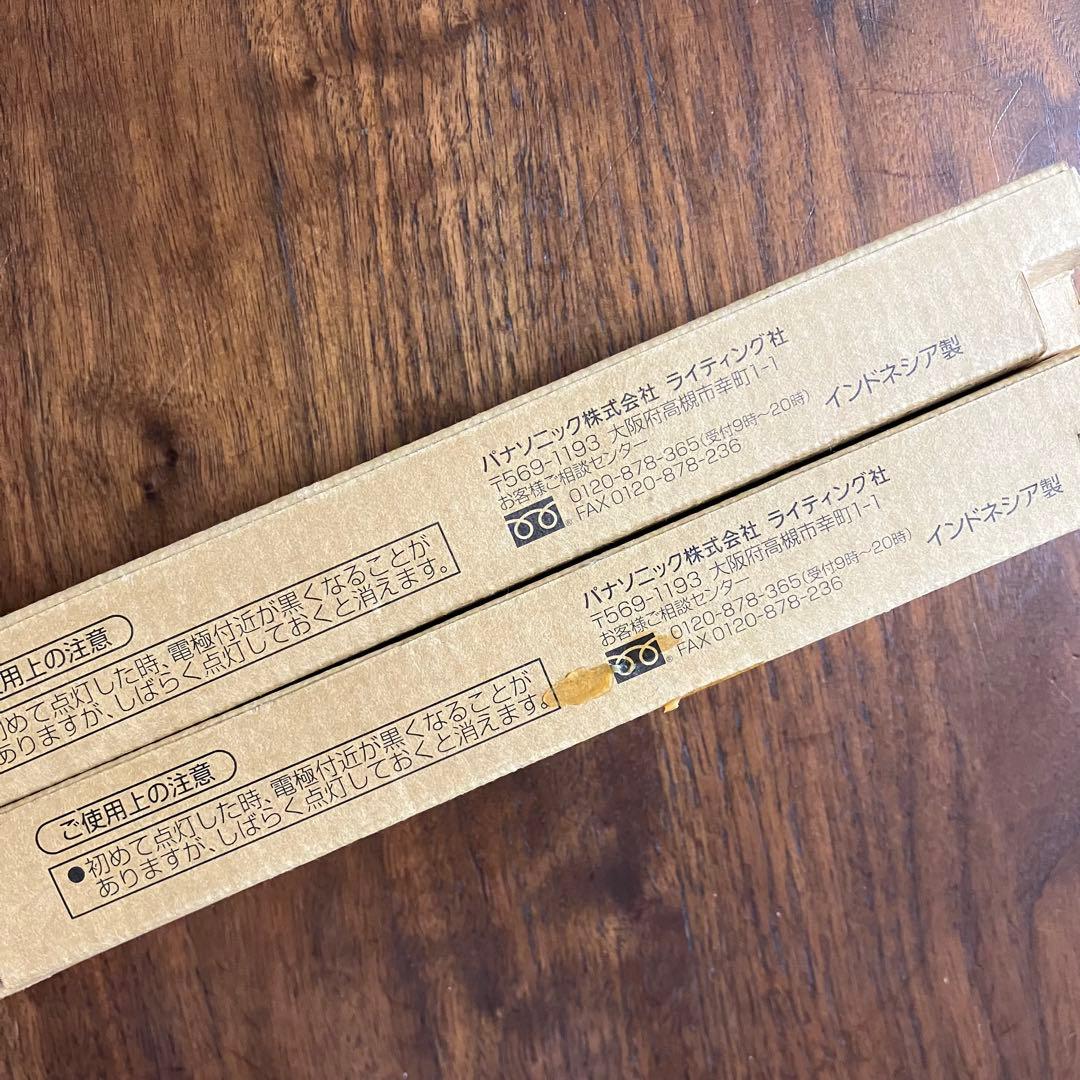 パナソニック株式会社 ライティング社
〒569-1193 大阪府高槻市幸町1-1
お客様ご相談センター
0120-878-365(受付9時～20時)
FAX0120-878-236
インドネシア製
使用上の注意
初めて点灯した時、電極付近が黒くなることが
ありますが、しばらく点灯しておくと消えます。
パナソニック株式会社 ライティング社
〒569-1193 大阪府高槻市幸町1-1
お客様ご相談センター
0120-878-365(受付9時～20時)
FAX0120-878-236
インドネシア製
ご使用上の注意
●初めて点灯した時、電極付近が黒くなることが
ありますが、しばらく点灯しておくと消えます。